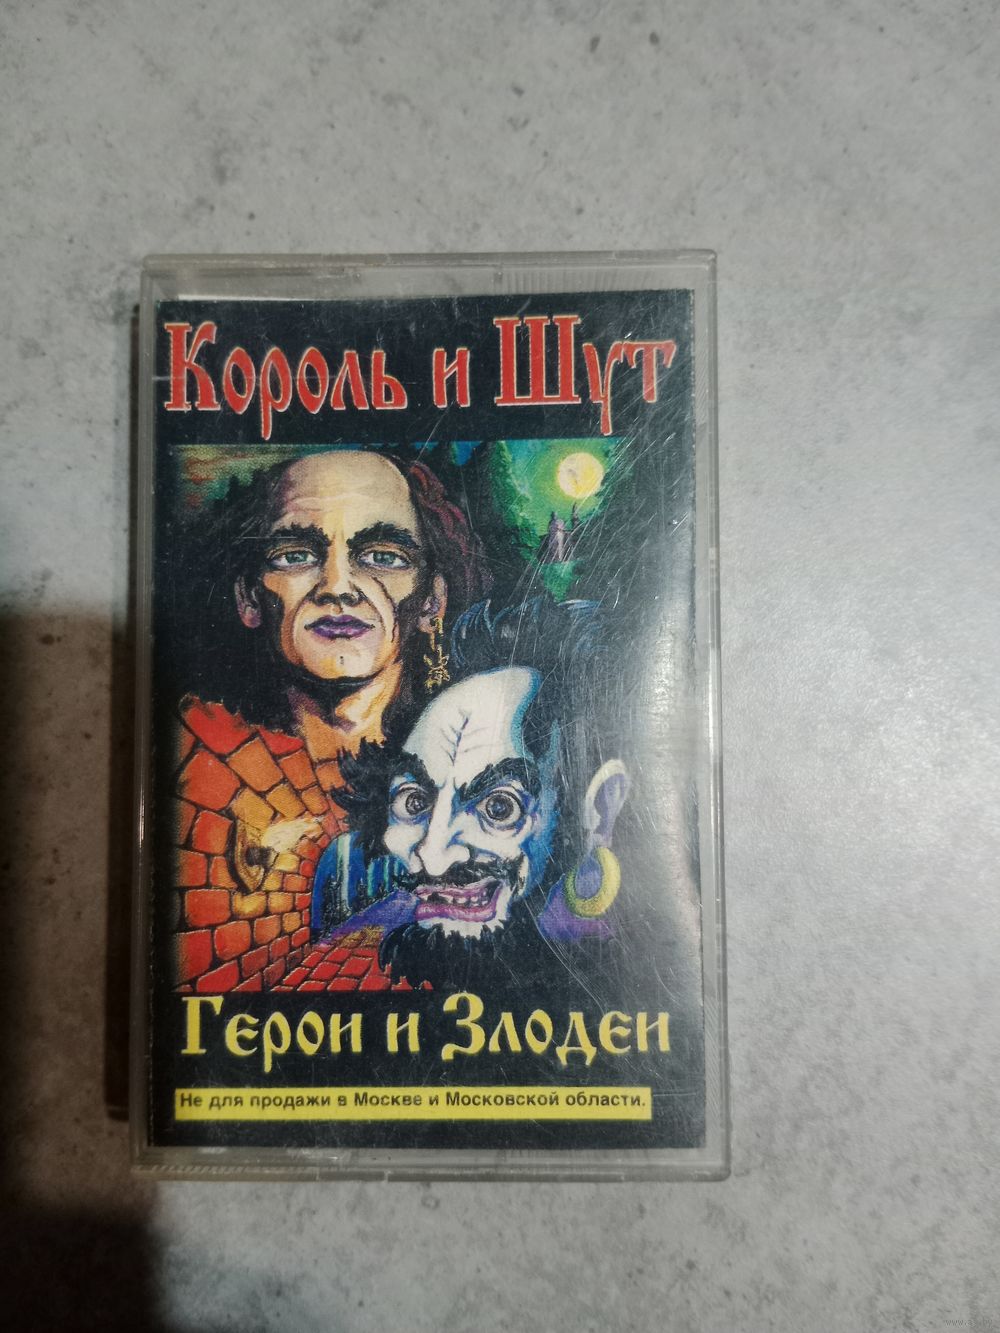 Король и Шут
Герои и Злодеи
Не для продажи в Москве и Московской области.